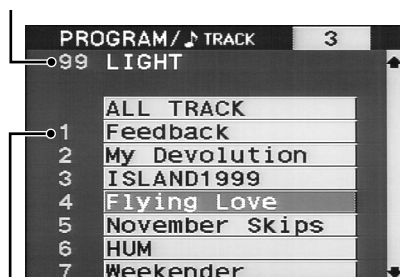 PROGRAM/♪ TRACK 3
99 LIGHT
ALL TRACK
1 Feedback
2 My Devolution
3 ISLAND1999
4 Flying Love
5 November Skips
6 HUM
7 Weekender